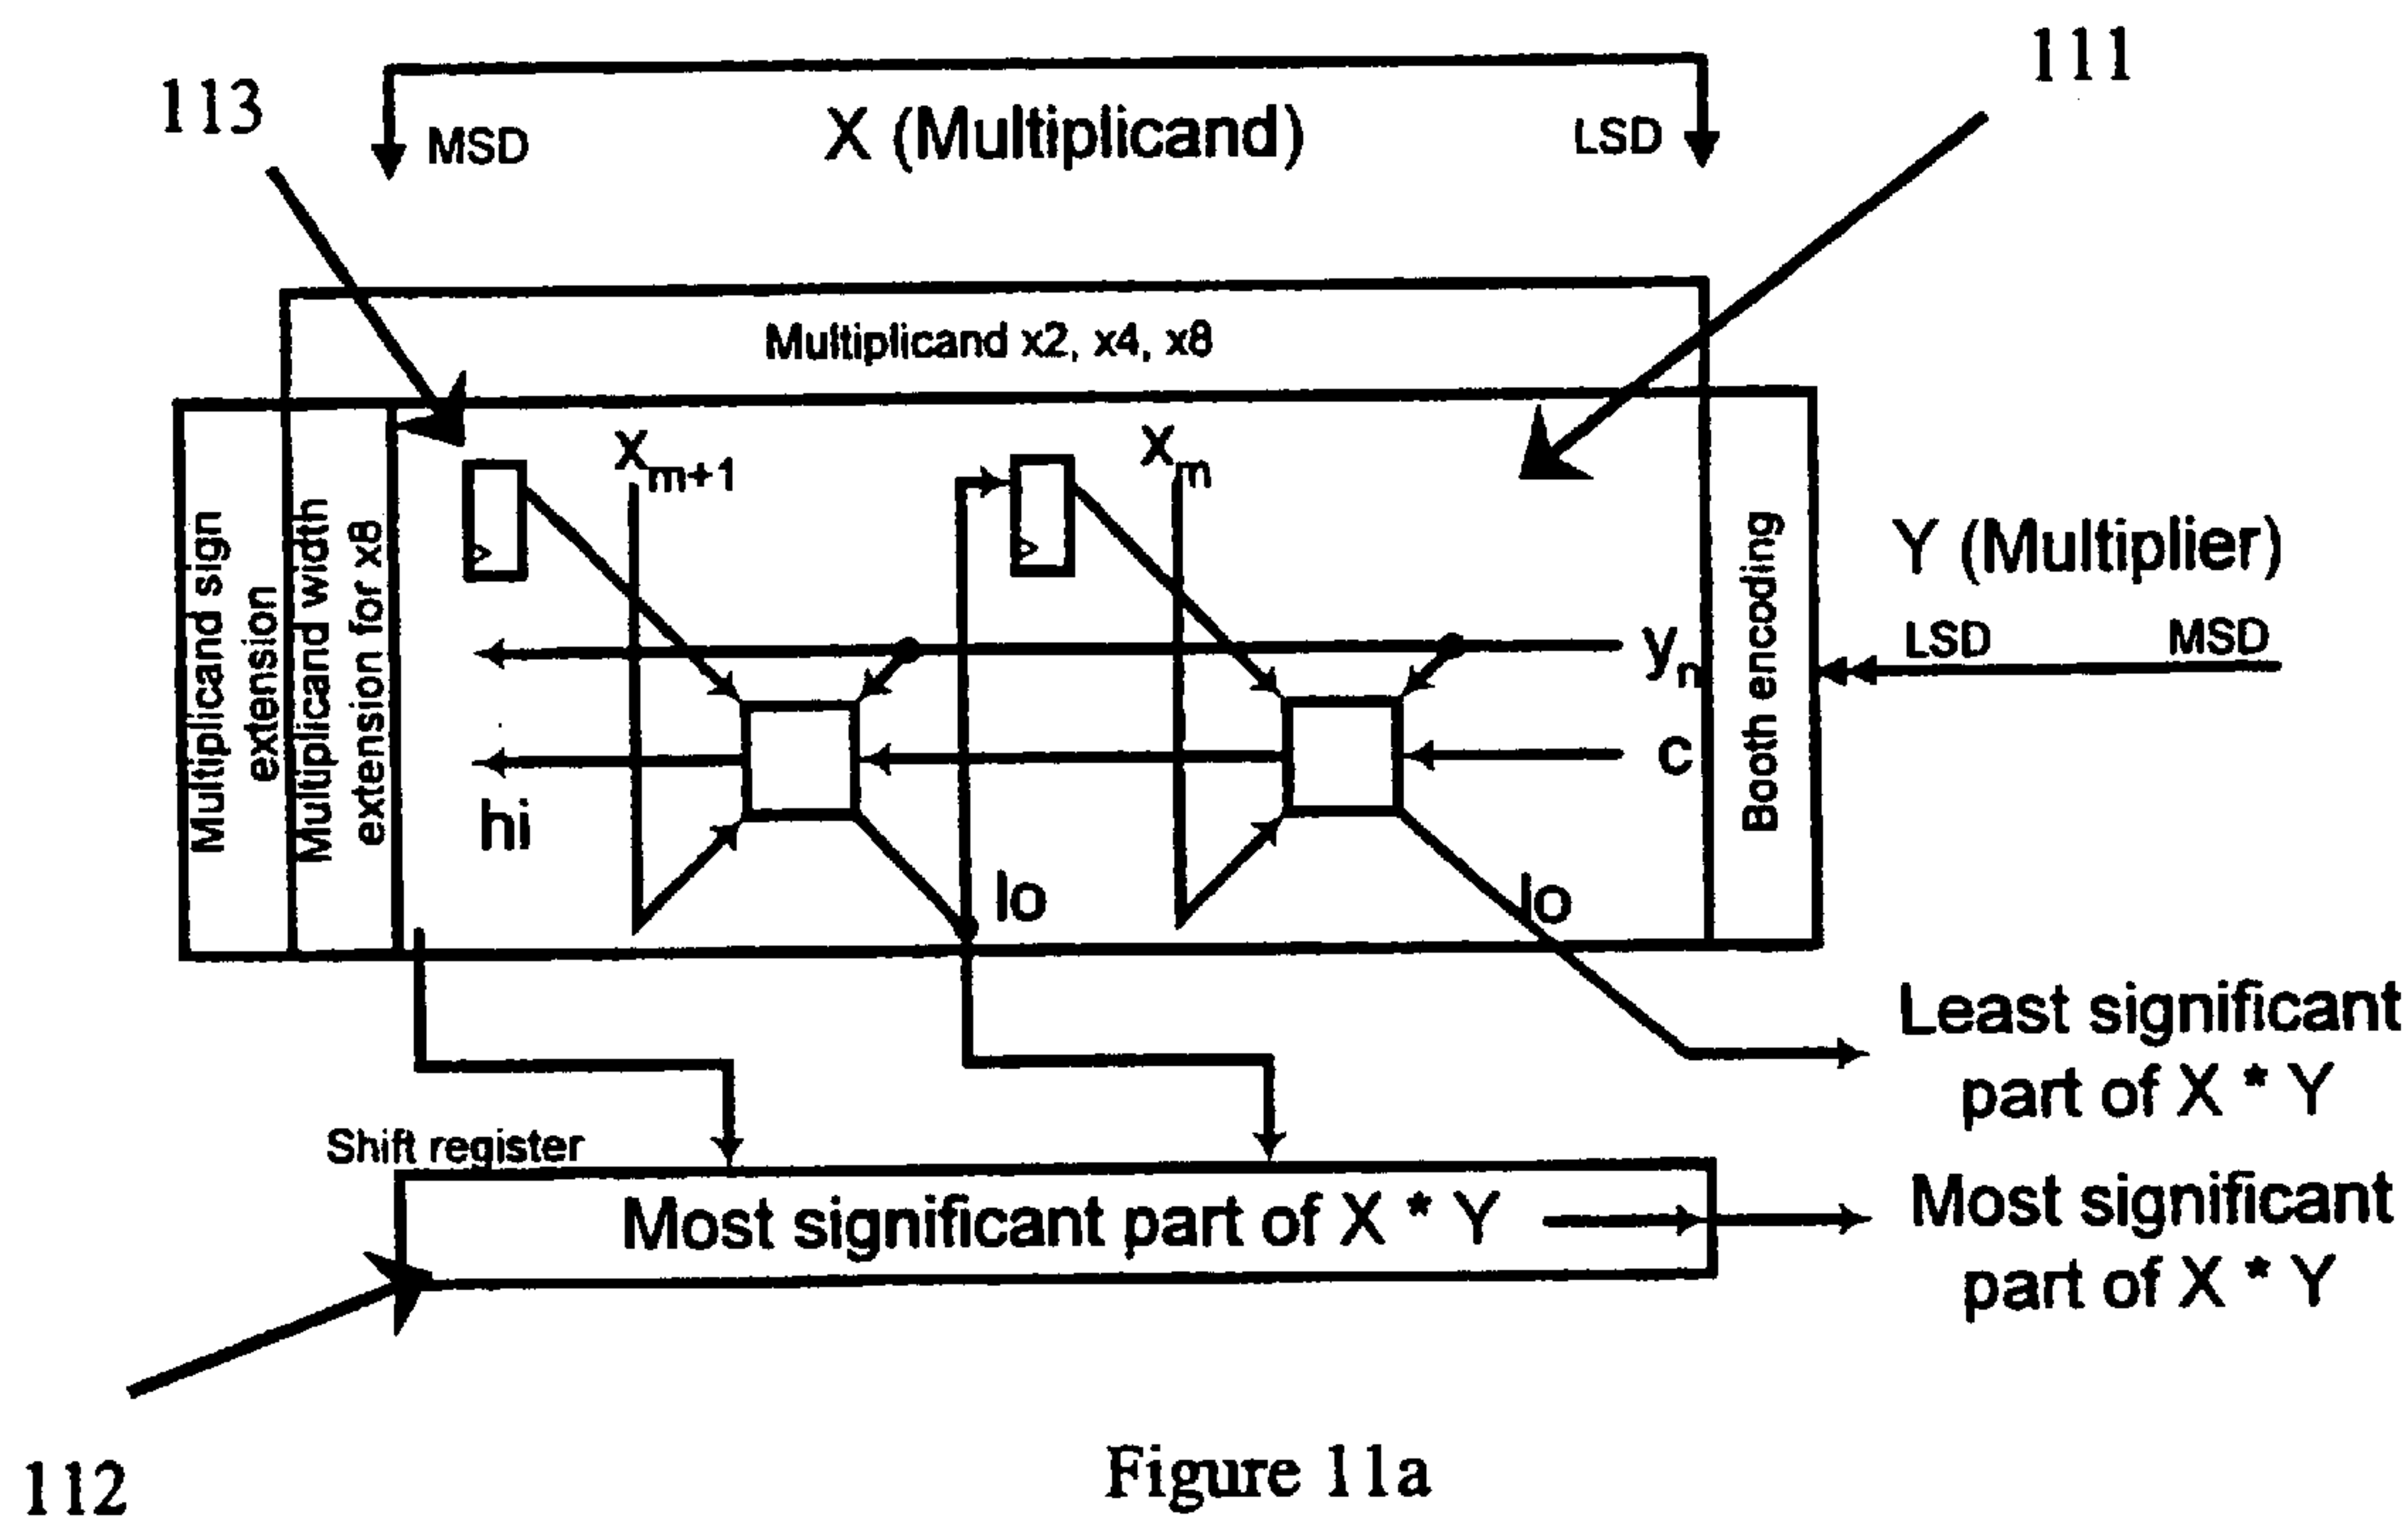 111
113
MSD
X (Multiplicand)
LSD
Multiplicand x2, x4, x8
Multiplicand sign
extension
Multiplicand width
extension for x8
X m+1
X m
y n
c
hi
lo
lo
Booth encoding
Y (Multiplier)
LSD
MSD
Least significant
part of X * Y
Shift register
Most significant part of X * Y
Most significant
part of X * Y
112
Figure 11a